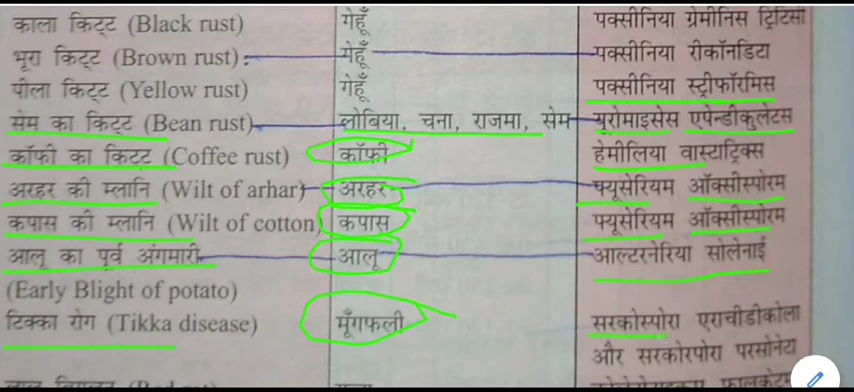 काला किट्ट (Black rust) गेहूँ पक्सीनिया ग्रेमीनिस ट्रिटिसी
भूरा किट्ट (Brown rust) गेहूँ पक्सीनिया रीकॉनडिटा
पीला किट्ट (Yellow rust) गेहूँ पक्सीनिया स्ट्रीफॉरमिस
सेम का किट्ट (Bean rust) लोबिया, चना, राजमा, सेम यूरोमाइसेस एपेन्डीकुलेटस
कॉफी का किट्ट (Coffee rust) कॉफी हेमीलिया वास्टाट्रिक्स
अरहर की म्लानि (Wilt of arhar) अरहर फ्यूसेरियम ऑक्सीस्पोरम
कपास की म्लानि (Wilt of cotton) कपास फ्यूसेरियम ऑक्सीस्पोरम
आलू का पूर्व अंगमारी आलू आल्टरनेरिया सोलेनाई
(Early Blight of potato)
टिक्का रोग (Tikka disease) मूँगफली सरकोस्पोरा एराचीडीकोला
और सरकोरपोरा परसोनेटा